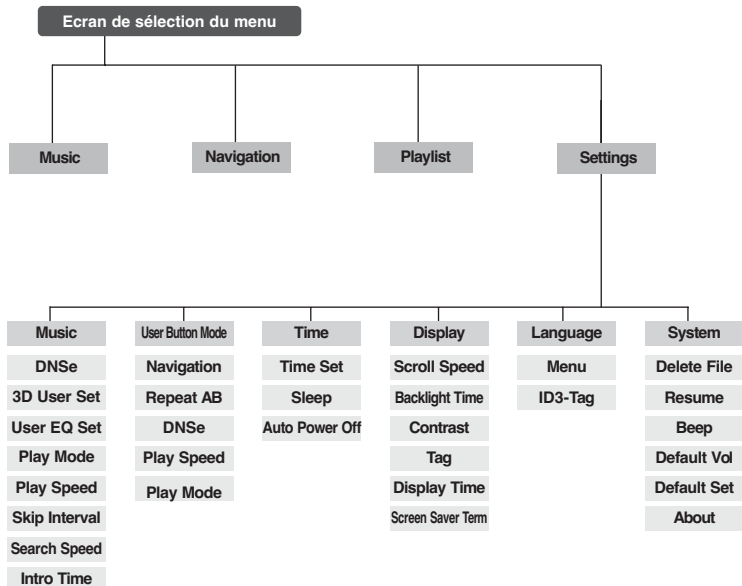 Ecran de sélection du menu
Music
Navigation
Playlist
Settings
Music
DNSe
3D User Set
User EQ Set
Play Mode
Play Speed
Skip Interval
Search Speed
Intro Time
User Button Mode
Navigation
Repeat AB
DNSe
Play Speed
Play Mode
Time
Time Set
Sleep
Auto Power Off
Display
Scroll Speed
Backlight Time
Contrast
Tag
Display Time
Screen Saver Term
Language
Menu
ID3-Tag
System
Delete File
Resume
Beep
Default Vol
Default Set
About